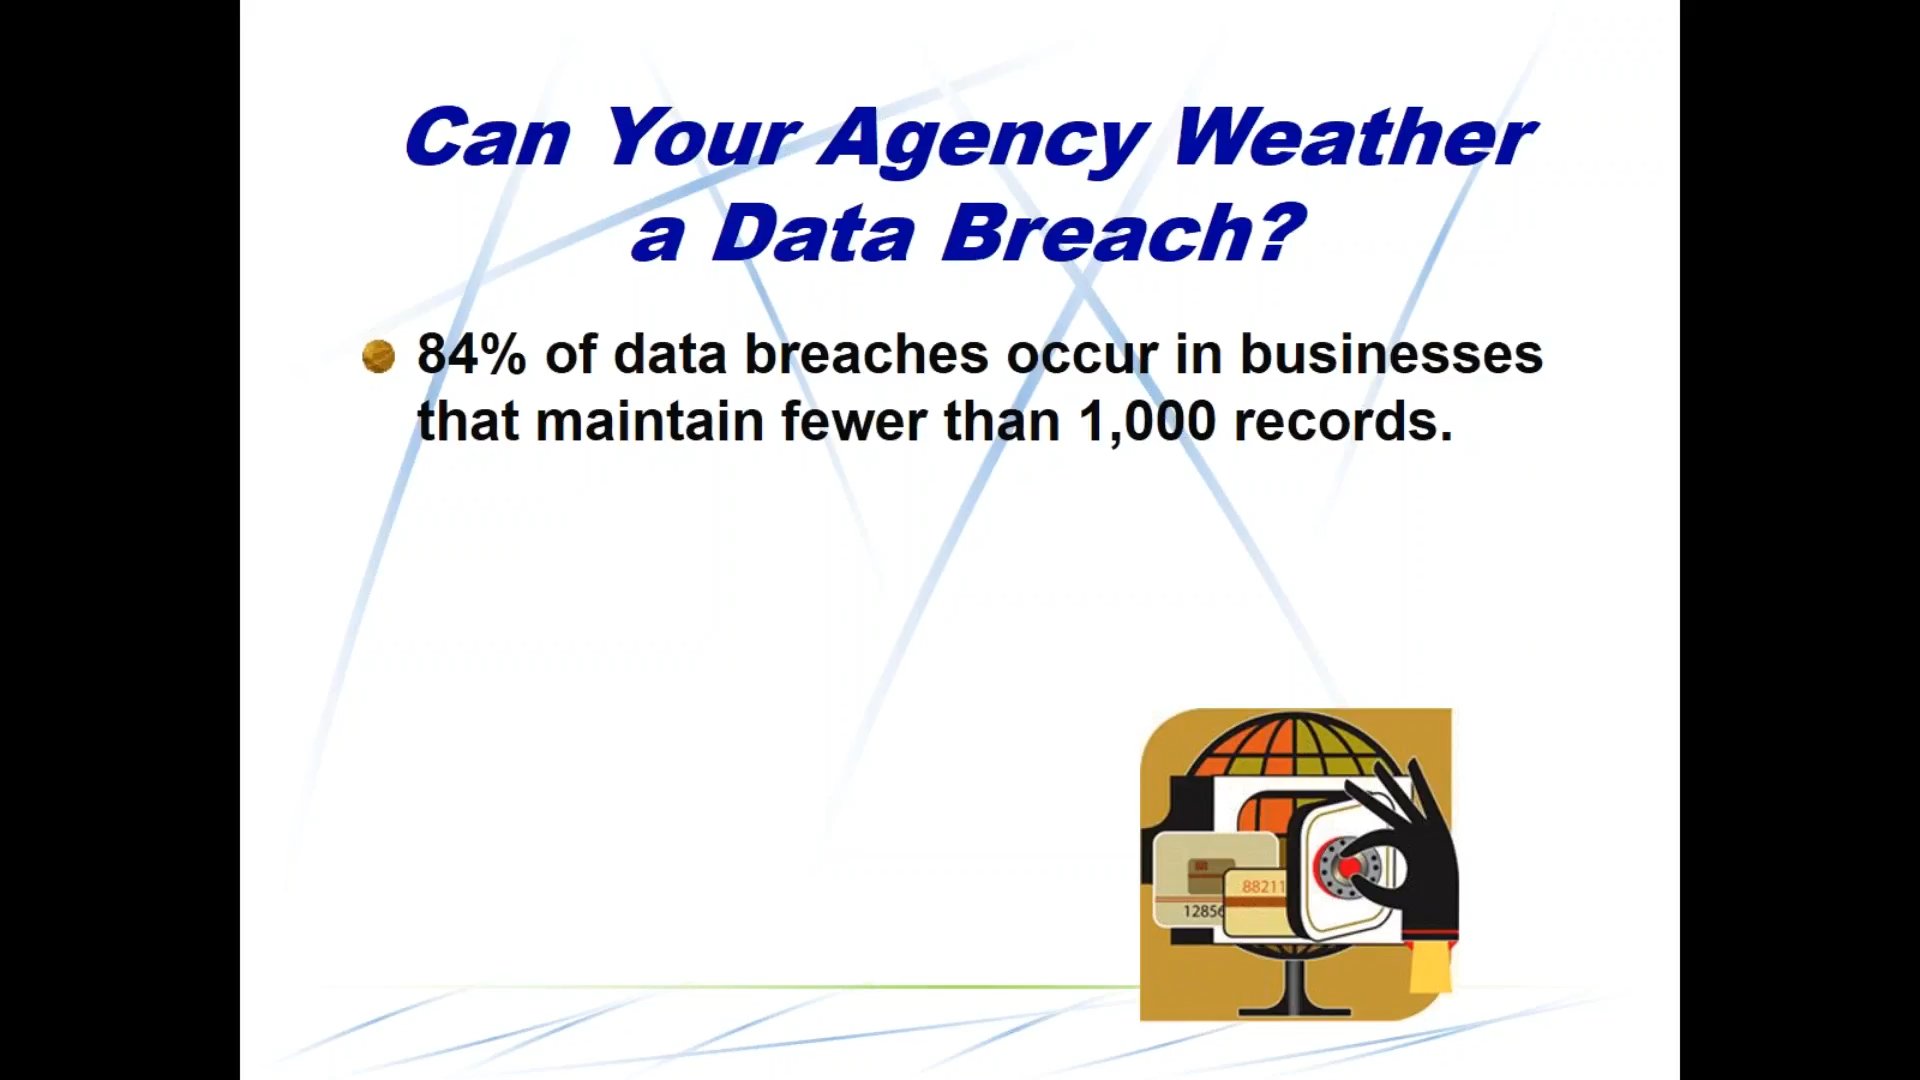 Can Your Agency Weather
a Data Breach?
84% of data breaches occur in businesses
that maintain fewer than 1,000 records.
88211
12856